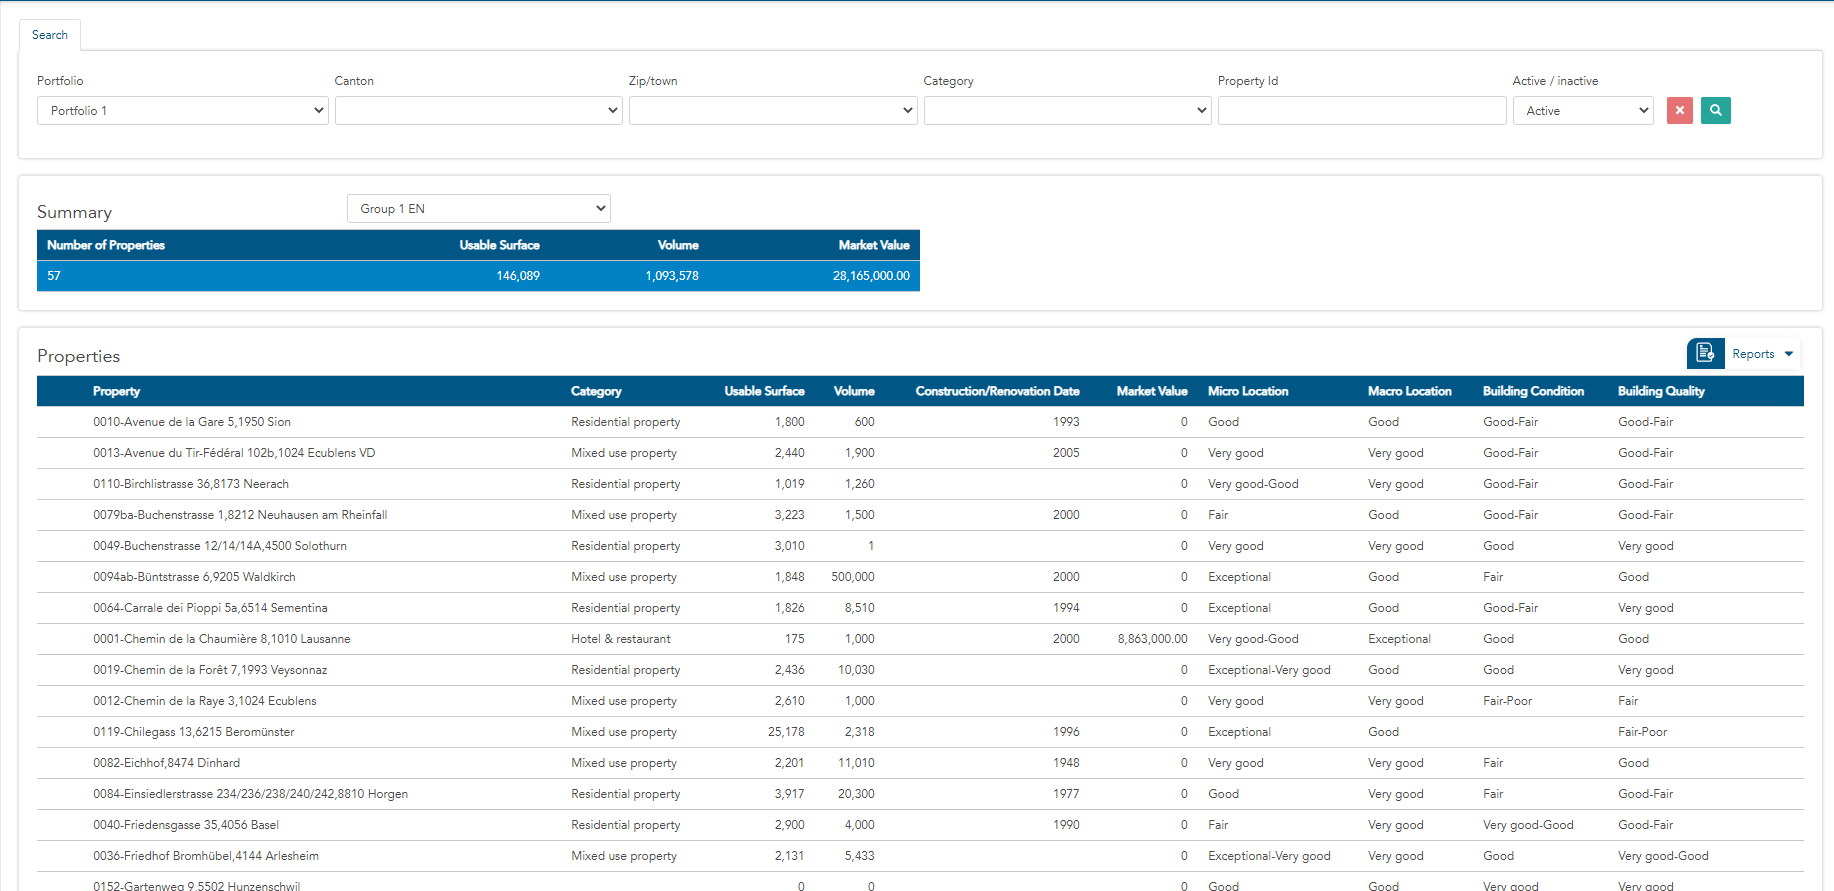 Search
Portfolio Canton Zip/town Category Property Id Active / inactive
Portfolio 1 Active
Summary Group 1 EN
Number of Properties Usable Surface Volume Market Value
57 146,089 1,093,578 28,165,000.00
Properties Reports
Property Category Usable Surface Volume Construction/Renovation Date Market Value Micro Location Macro Location Building Condition Building Quality
0010-Avenue de la Gare 5,1950 Sion Residential property 1,800 600 1993 0 Good Good Good-Fair Good-Fair
0013-Avenue du Tir-Fédéral 102b,1024 Ecublens VD Mixed use property 2,440 1,900 2005 0 Very good Very good Good-Fair Good-Fair
0110-Birchlistrasse 36,8173 Neerach Residential property 1,019 1,260 0 Very good-Good Very good Good-Fair Good-Fair
0079ba-Buchenstrasse 1,8212 Neuhausen am Rheinfall Mixed use property 3,223 1,500 2000 0 Fair Good Good-Fair Good-Fair
0049-Buchenstrasse 12/14/14A,4500 Solothurn Residential property 3,010 1 0 Very good Very good Good Very good
0094ab-Büntstrasse 6,9205 Waldkirch Mixed use property 1,848 500,000 2000 0 Exceptional Good Fair Good
0064-Carrale dei Pioppi 5a,6514 Sementina Residential property 1,826 8,510 1994 0 Exceptional Good Good-Fair Very good
0001-Chemin de la Chaumière 8,1010 Lausanne Hotel & restaurant 175 1,000 2000 8,863,000.00 Very good-Good Exceptional Good Good
0019-Chemin de la Forêt 7,1993 Veysonnaz Residential property 2,436 10,030 0 Exceptional-Very good Good Good Very good
0012-Chemin de la Raye 3,1024 Ecublens Mixed use property 2,610 1,000 0 Very good Very good Fair-Poor Fair
0119-Chilegass 13,6215 Beromünster Mixed use property 25,178 2,318 1996 0 Exceptional Good Fair-Poor
0082-Eichhof,8474 Dinhard Mixed use property 2,201 11,010 1948 0 Very good Very good Fair Good
0084-Einsiedlerstrasse 234/236/238/240/242,8810 Horgen Residential property 3,917 20,300 1977 0 Good Very good Fair Good-Fair
0040-Friedensgasse 35,4056 Basel Residential property 2,900 4,000 1990 0 Fair Very good Very good-Good Good-Fair
0036-Friedhof Bromhübel,4144 Arlesheim Mixed use property 2,131 5,433 0 Exceptional-Very good Very good Good Very good-Good
0152-Gartenweg 9,5502 Hunzenschwil 0 0 0 Good Good Very good Very good